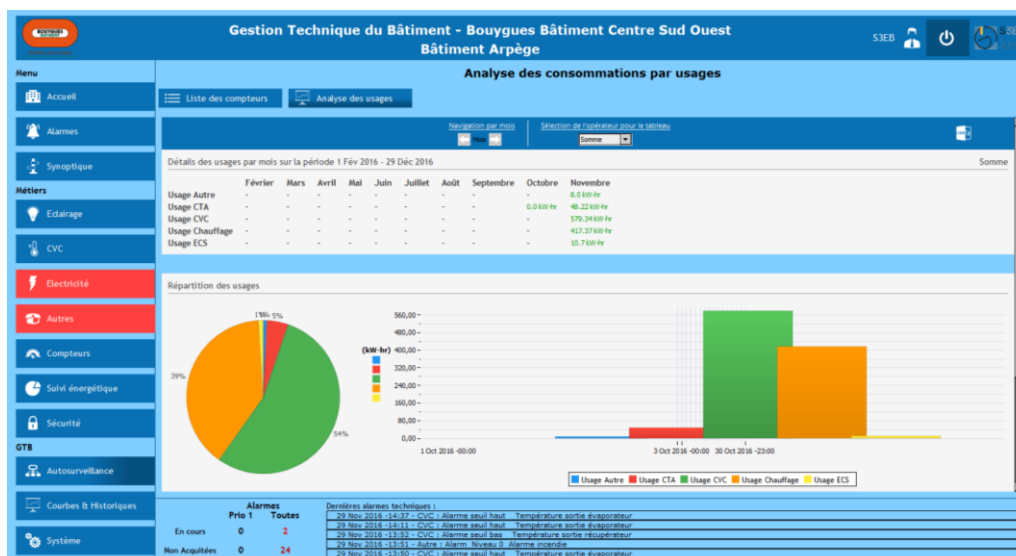 BOUYGUES
Gestion Technique du Bâtiment - Bouygues Bâtiment Centre Sud Ouest
Bâtiment Arpège
S3EB
Menu
Analyse des consommations par usages
Accueil
Liste des compteurs
Analyse des usages
Alarmes
Navigation par mois
Sélection de l'opérateur pour le tableau
Somme
Synoptique
Détails des usages par mois sur la période 1 Fév 2016 - 29 Déc 2016
Somme
Métiers
Février Mars Avril Mai Juin Juillet Août Septembre Octobre Novembre
Usage Autre - - - - - - - - - 8.0 kW-hr
Usage CTA - - - - - - - - 0.0 kW-hr 48.22 kW-hr
Usage CVC - - - - - - - - - 579.34 kW-hr
Usage Chauffage - - - - - - - - - 417.37 kW-hr
Usage ECS - - - - - - - - - 10.7 kW-hr
Eclairage
CVC
Electricité
Autres
Compteurs
Suivi énergétique
Sécurité
GTB
Autosurveillance
Courbes & Historiques
Système
Répartition des usages
5%
39%
54%
(kW-hr)
560,00
480,00
400,00
320,00
240,00
160,00
80,00
0,00
1 Oct 2016 -00:00
3 Oct 2016 -00:00
30 Oct 2016 -23:00
Usage Autre Usage CTA Usage CVC Usage Chauffage Usage ECS
Alarmes
Prio 1 Toutes
En cours 0 2
Non Acquitées 0 24
Dernières alarmes techniques :
29 Nov 2016 -14:37 - CVC : Alarme seuil haut Température sortie évaporateur
29 Nov 2016 -14:11 - CVC : Alarme seuil haut Température sortie évaporateur
29 Nov 2016 -13:52 - CVC : Alarme seuil bas Température sortie récupérateur
29 Nov 2016 -13:51 - Autre : Alarm Niveau 0 Alarme incendie
29 Nov 2016 -13:50 - CVC : Alarme seuil haut Température sortie évaporateur